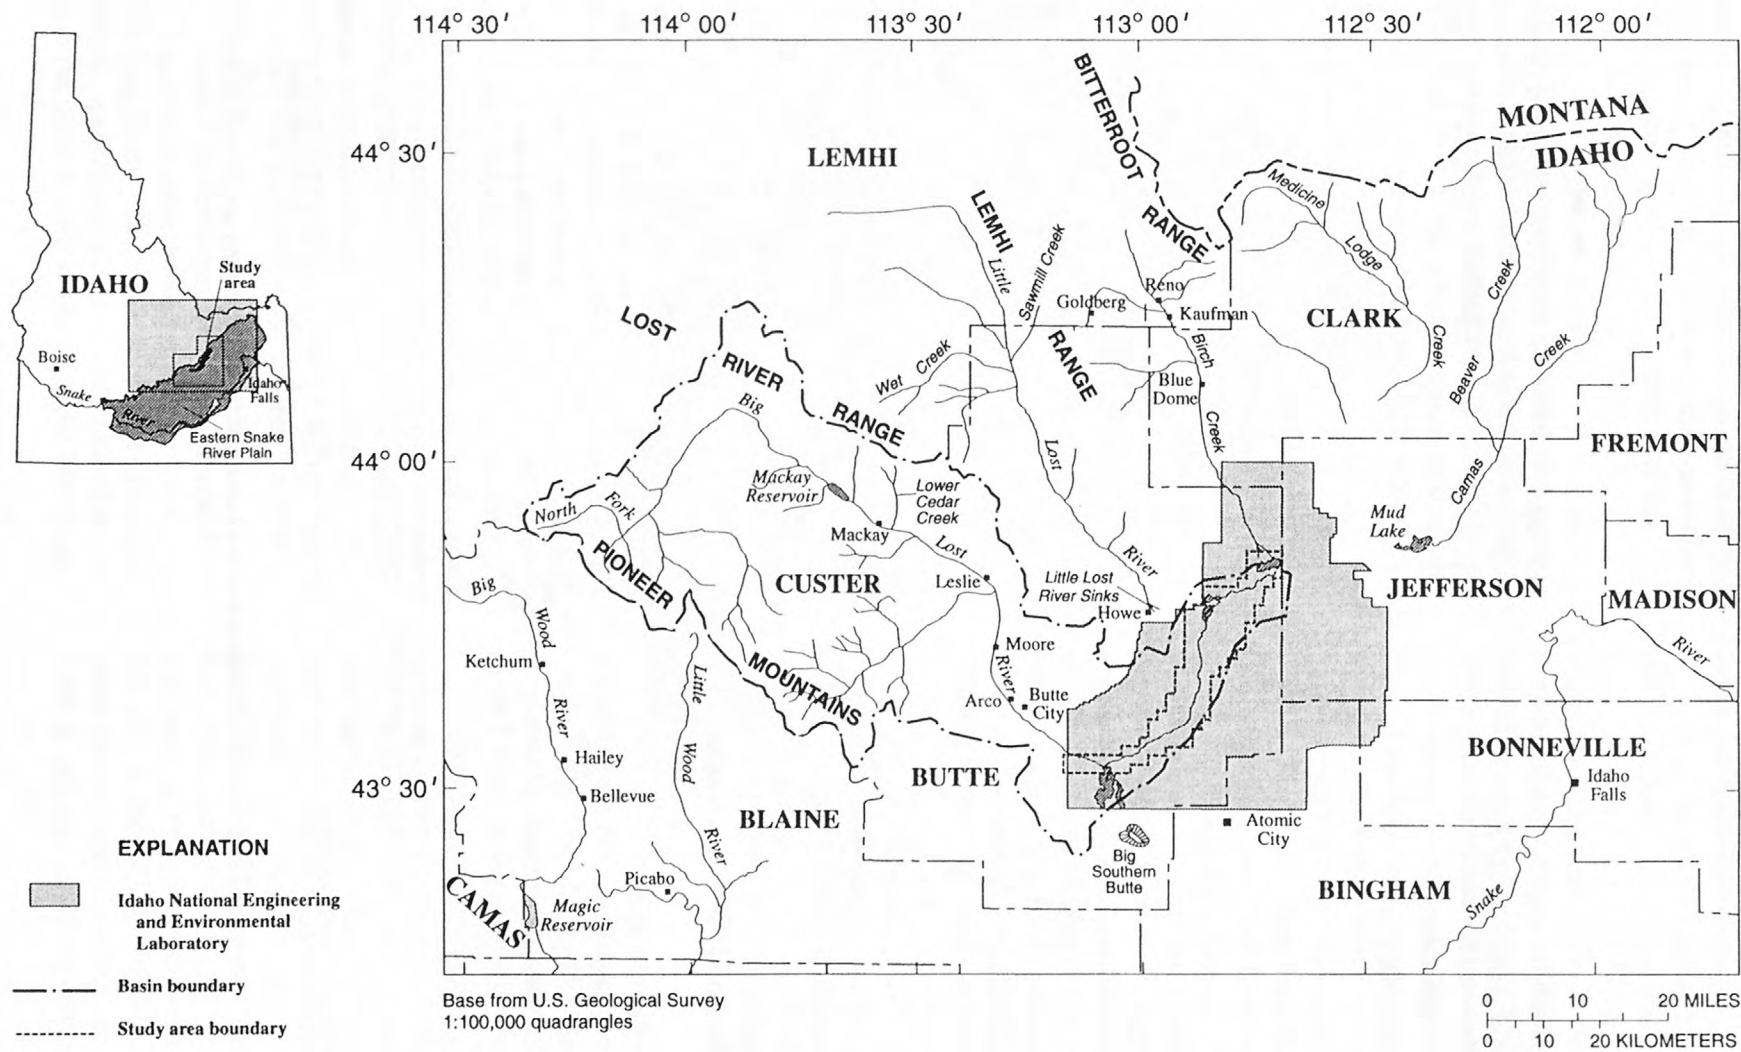 114° 30'
114° 00'
113° 30'
113° 00'
112° 30'
112° 00'
44° 30'
44° 00'
43° 30'
IDAHO
Study
area
Boise
Snake
River
Idaho
Falls
Eastern Snake
River Plain
BITTERROOT
RANGE
MONTANA
IDAHO
LEMHI
LEMHI
RANGE
Medicine
Lodge
Creek
Little
Lost
River
Sawmill Creek
Reno
Goldberg
Kaufman
CLARK
Creek
Beaver
Creek
Camas
LOST
RIVER
RANGE
Wet Creek
Birch
Creek
Blue
Dome
FREMONT
Big
Lost
River
Mackay
Reservoir
Lower
Cedar
Creek
Mackay
North
Fork
Mud
Lake
PIONEER
MOUNTAINS
CUSTER
Leslie
Little Lost
River Sinks
Howe
JEFFERSON
MADISON
River
Big
Wood
River
Ketchum
Moore
Arco
Butte
City
Little
Wood
River
Hailey
Bellevue
BLAINE
BUTTE
BONNEVILLE
Idaho
Falls
Atomic
City
Big
Southern
Butte
BINGHAM
Snake
Picabo
Magic
Reservoir
CAMAS
EXPLANATION
Idaho National Engineering
and Environmental
Laboratory
Basin boundary
Study area boundary
Base from U.S. Geological Survey
1:100,000 quadrangles
0 10 20 MILES
0 10 20 KILOMETERS